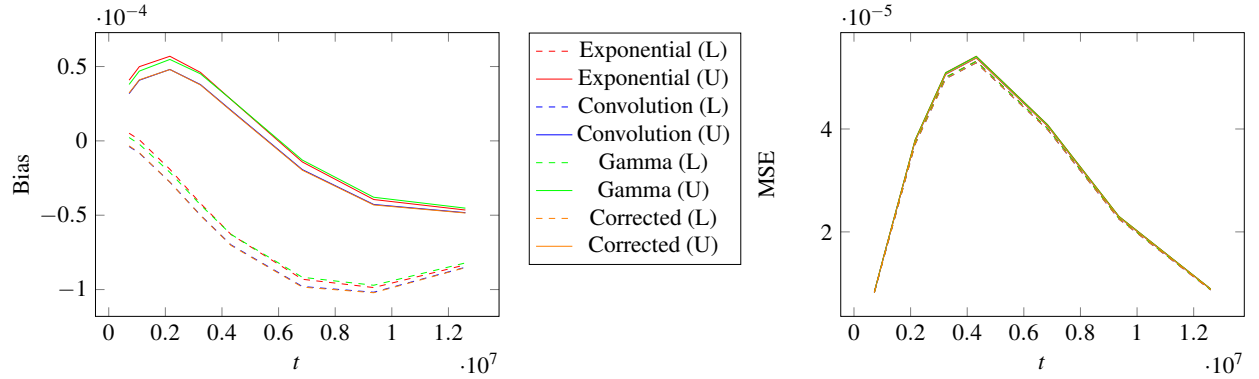 ·10−4
0.5
0
−0.5
−1
Bias
0 0.2 0.4 0.6 0.8 1 1.2
t
·107
Exponential (L)
Exponential (U)
Convolution (L)
Convolution (U)
Gamma (L)
Gamma (U)
Corrected (L)
Corrected (U)
·10−5
4
2
MSE
0 0.2 0.4 0.6 0.8 1 1.2
t
·107